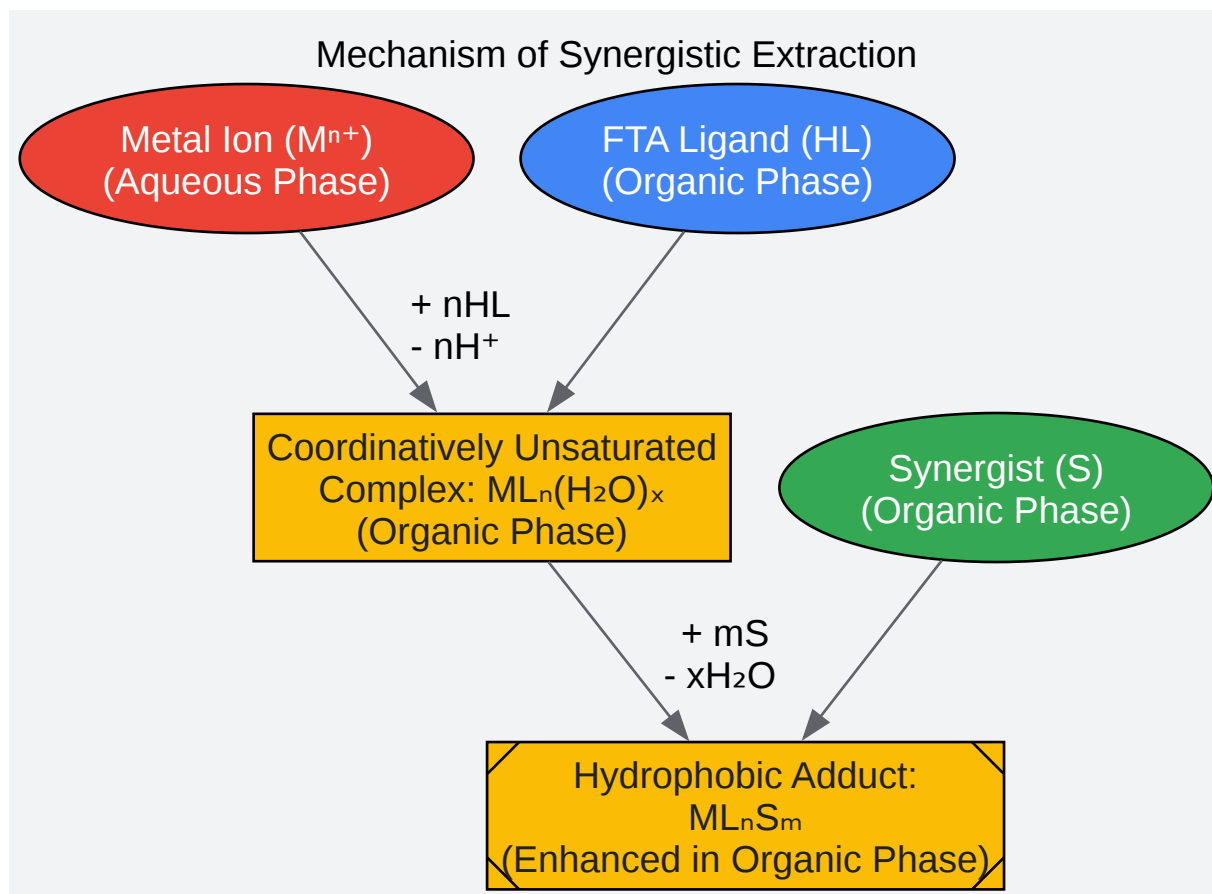 Mechanism of Synergistic Extraction
Metal Ion (Mⁿ⁺)
(Aqueous Phase)
FTA Ligand (HL)
(Organic Phase)
+ nHL
- nH⁺
Coordinatively Unsaturated
Complex: MLₙ(H₂O)ₓ
(Organic Phase)
Synergist (S)
(Organic Phase)
+ mS
- xH₂O
Hydrophobic Adduct:
MLₙSₘ
(Enhanced in Organic Phase)